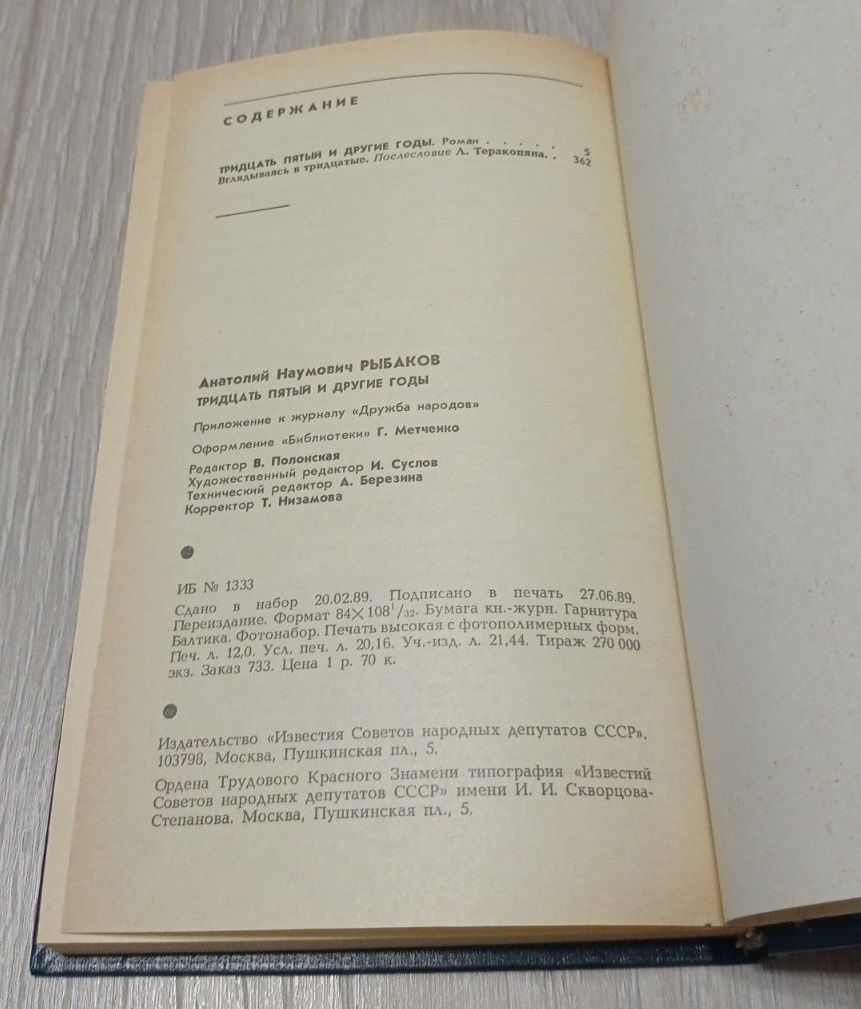 СОДЕРЖАНИЕ
ТРИДЦАТЬ ПЯТЫЙ И ДРУГИЕ ГОДЫ. Роман . . . . . 5
Вглядываясь в тридцатые. Послесловие Л. Теракопяна. . 362
Анатолий Наумович РЫБАКОВ
ТРИДЦАТЬ ПЯТЫЙ И ДРУГИЕ ГОДЫ
Приложение к журналу «Дружба народов»
Оформление «Библиотеки» Г. Метченко
Редактор В. Полонская
Художественный редактор И. Суслов
Технический редактор А. Березина
Корректор Т. Низамова
ИБ № 1333
Сдано в набор 20.02.89. Подписано в печать 27.06.89.
Переиздание. Формат 84×108¹/₃₂. Бумага кн.-журн. Гарнитура
Балтика. Фотонабор. Печать высокая с фотополимерных форм.
Печ. л. 12,0. Усл. печ. л. 20,16. Уч.-изд. л. 21,44. Тираж 270 000
экз. Заказ 733. Цена 1 р. 70 к.
Издательство «Известия Советов народных депутатов СССР».
103798, Москва, Пушкинская пл., 5.
Ордена Трудового Красного Знамени типография «Известий
Советов народных депутатов СССР» имени И. И. Скворцова-
Степанова. Москва, Пушкинская пл., 5.